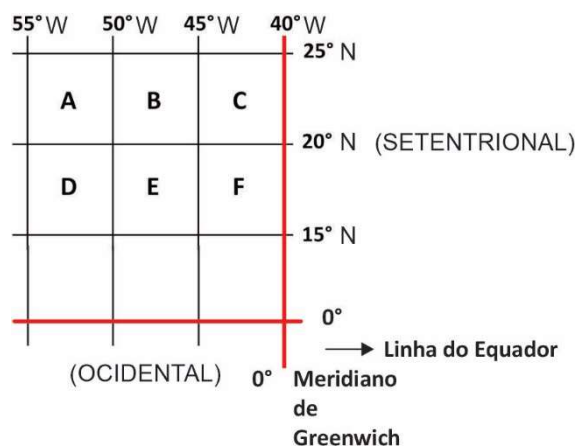 55° W 50° W 45° W 40° W
25° N
A B C
20° N (SETENTRIONAL)
D E F
15° N
0°
Linha do Equador
(OCIDENTAL) 0° Meridiano
de
Greenwich